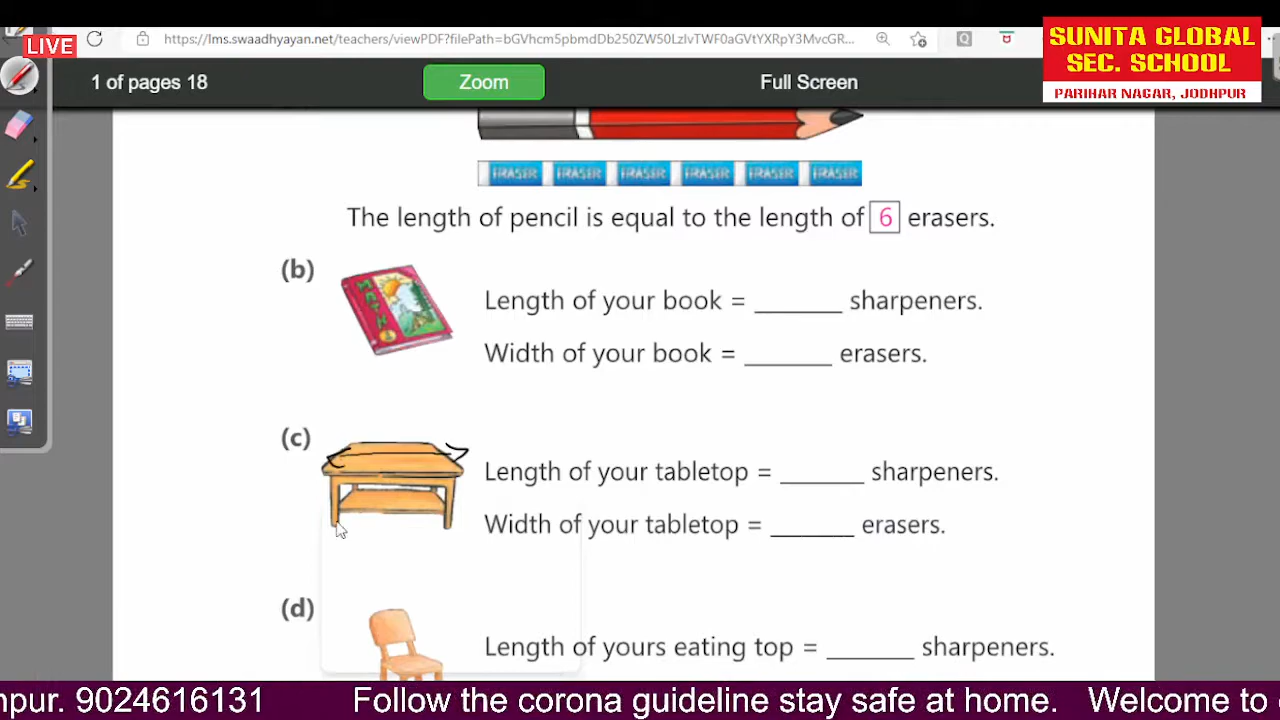 LIVE
https://lms.swaadhyayan.net/teachers/viewPDF?filePath=bGVhcm5pbmdDb250ZW50LzIvTWF0aGVtYXRpY3MvcGR...
SUNITA GLOBAL
SEC. SCHOOL
PARIHAR NAGAR, JODHPUR
1 of pages 18
Zoom
Full Screen
ERASER ERASER ERASER ERASER ERASER ERASER
The length of pencil is equal to the length of 6 erasers.
(b)
MATH
Length of your book = _______ sharpeners.
Width of your book = _______ erasers.
(c)
Length of your tabletop = _______ sharpeners.
Width of your tabletop = _______ erasers.
(d)
Length of yours eating top = _______ sharpeners.
npur. 9024616131 Follow the corona guideline stay safe at home. Welcome to